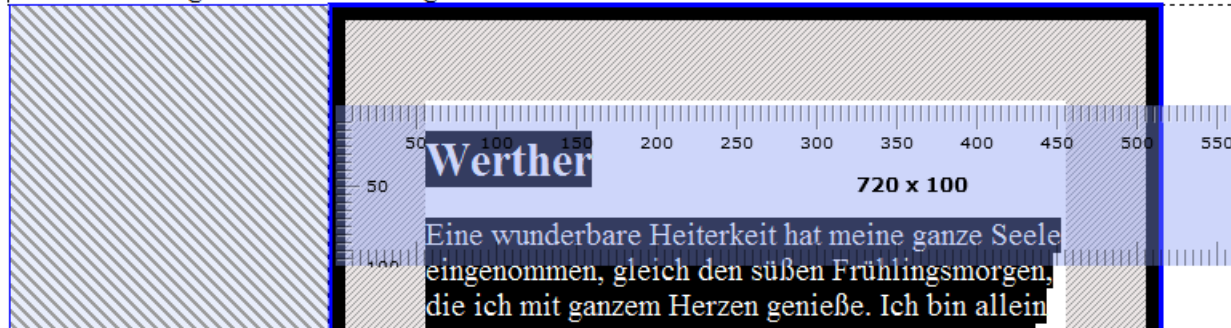 50 100 150 200 250 300 350 400 450 500 550
Werther
50
720 x 100
Eine wunderbare Heiterkeit hat meine ganze Seele
100
eingenommen, gleich den süßen Frühlingsmorgen,
die ich mit ganzem Herzen genieße. Ich bin allein